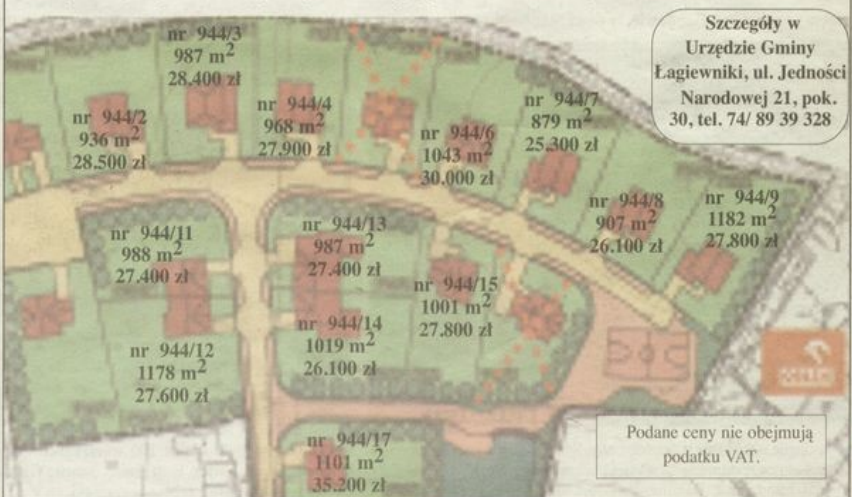 Szczegóły w
Urzędzie Gminy
Łagiewniki, ul. Jedności
Narodowej 21, pok.
30, tel. 74/ 89 39 328
nr 944/2
936 m²
28.500 zł
nr 944/3
987 m²
28.400 zł
nr 944/4
968 m²
27.900 zł
nr 944/6
1043 m²
30.000 zł
nr 944/7
879 m²
25.300 zł
nr 944/8
907 m²
26.100 zł
nr 944/9
1182 m²
27.800 zł
nr 944/11
988 m²
27.400 zł
nr 944/13
987 m²
27.400 zł
nr 944/15
1001 m²
27.800 zł
nr 944/12
1178 m²
27.600 zł
nr 944/14
1019 m²
26.100 zł
nr 944/17
1101 m²
35.200 zł
ORLEN
Podane ceny nie obejmują
podatku VAT.